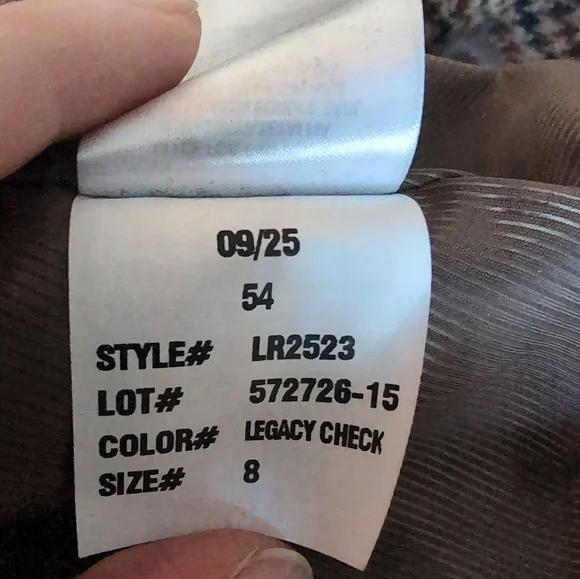 09/25
54
STYLE# LR2523
LOT# 572726-15
COLOR# LEGACY CHECK
SIZE# 8